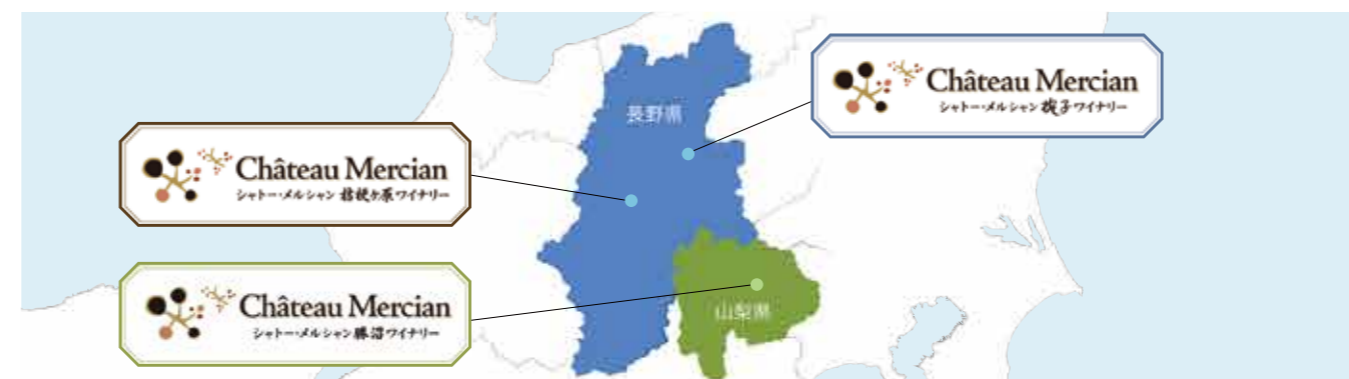 長野県
Château Mercian
シャトー・メルシャン 椀子ワイナリー
Château Mercian
シャトー・メルシャン 桔梗ヶ原ワイナリー
Château Mercian
シャトー・メルシャン 勝沼ワイナリー
山梨県